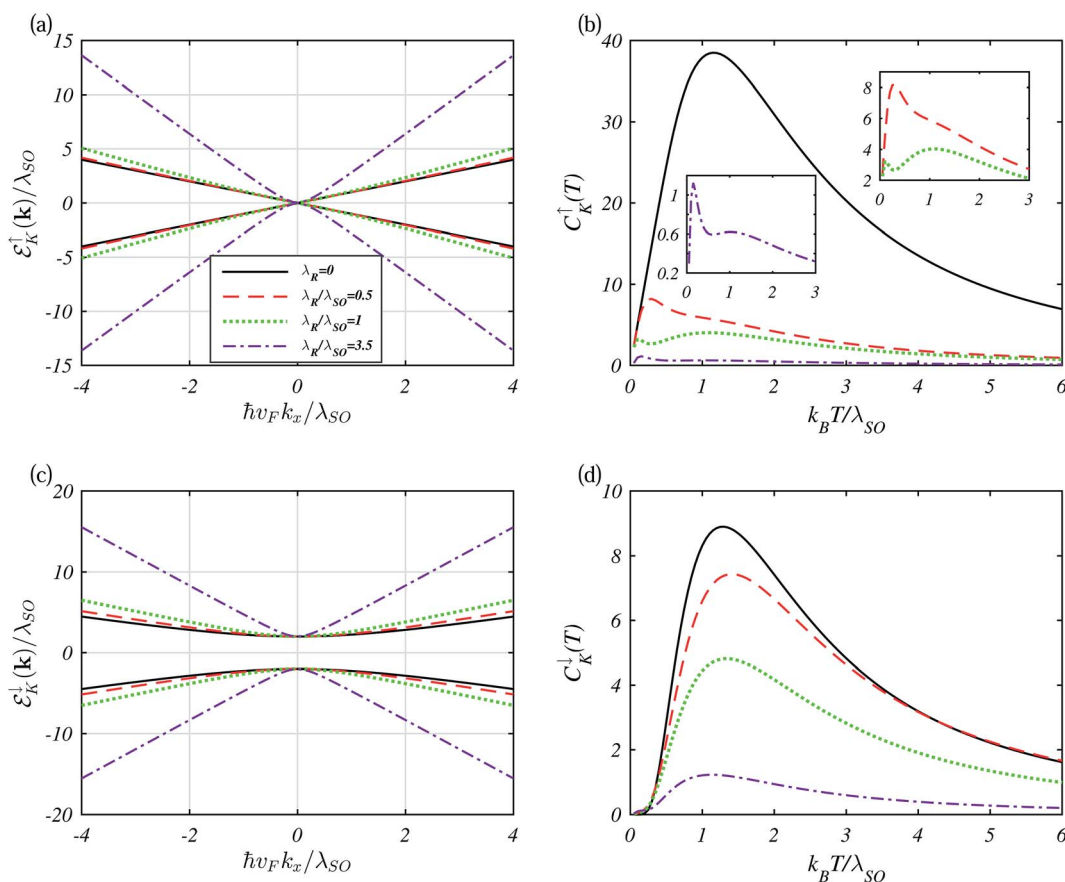 (a)
15
10
5
0
-5
-10
-15
ℰ_K^↑(𝐤)/λ_SO
λ_R=0
λ_R/λ_SO=0.5
λ_R/λ_SO=1
λ_R/λ_SO=3.5
-4 -2 0 2 4
ℏv_F k_x/λ_SO
(b)
40
30
20
10
0
C_K^↑(T)
8
6
4
2
0 1 2 3
1
0.6
0.2
0 1 2 3
0 1 2 3 4 5 6
k_B T/λ_SO
(c)
20
10
0
-10
-20
ℰ_K^↓(𝐤)/λ_SO
-4 -2 0 2 4
ℏv_F k_x/λ_SO
(d)
10
8
6
4
2
0
C_K^↓(T)
0 1 2 3 4 5 6
k_B T/λ_SO